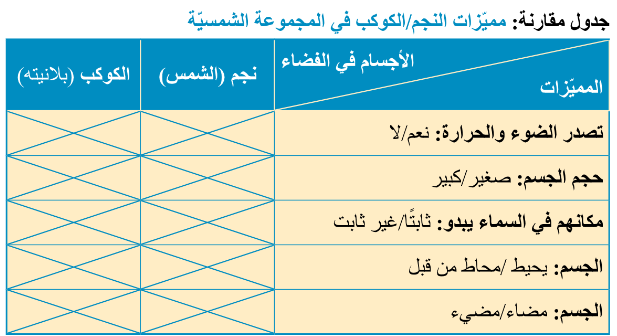 جدول مقارنة: مميّزات النجم/الكوكب في المجموعة الشمسيّة
الأجسام في الفضاء
المميّزات
نجم (الشمس)
الكوكب (بلانيته)
تصدر الضوء والحرارة: نعم/لا
حجم الجسم: صغير/كبير
مكانهم في السماء يبدو: ثابتًا/غير ثابت
الجسم: يحيط /محاط من قبل
الجسم: مضاء/مضيء